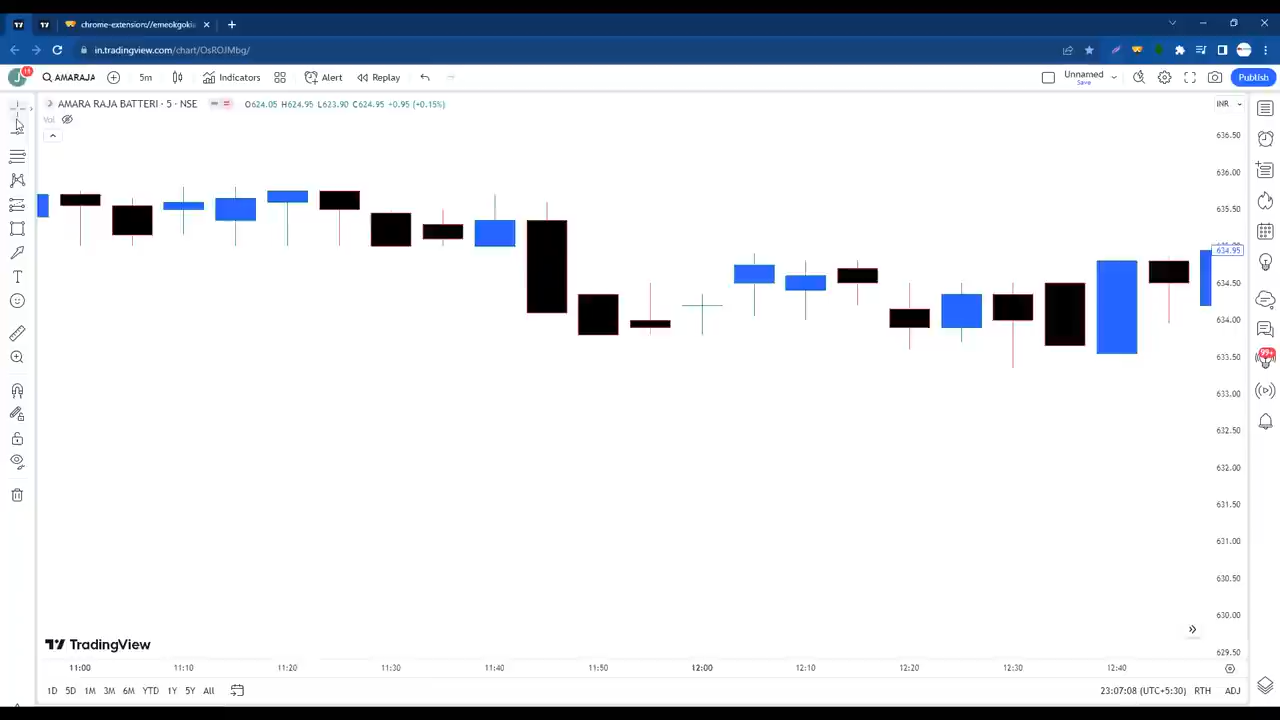 chrome-extension://emeokgokia
in.tradingview.com/chart/OsROJMbg/
J 11 AMARAJA 5m Indicators Alert Replay Unnamed Save Publish
AMARA RAJA BATTERI · 5 · NSE O624.05 H624.95 L623.90 C624.95 +0.95 (+0.15%) INR
Vol
636.50
636.00
635.50
634.95
634.50
634.00
633.50
99+
633.00
632.50
632.00
631.50
631.00
630.50
630.00
TradingView
629.50
11:00 11:10 11:20 11:30 11:40 11:50 12:00 12:10 12:20 12:30 12:40
1D 5D 1M 3M 6M YTD 1Y 5Y All 23:07:08 (UTC+5:30) RTH ADJ